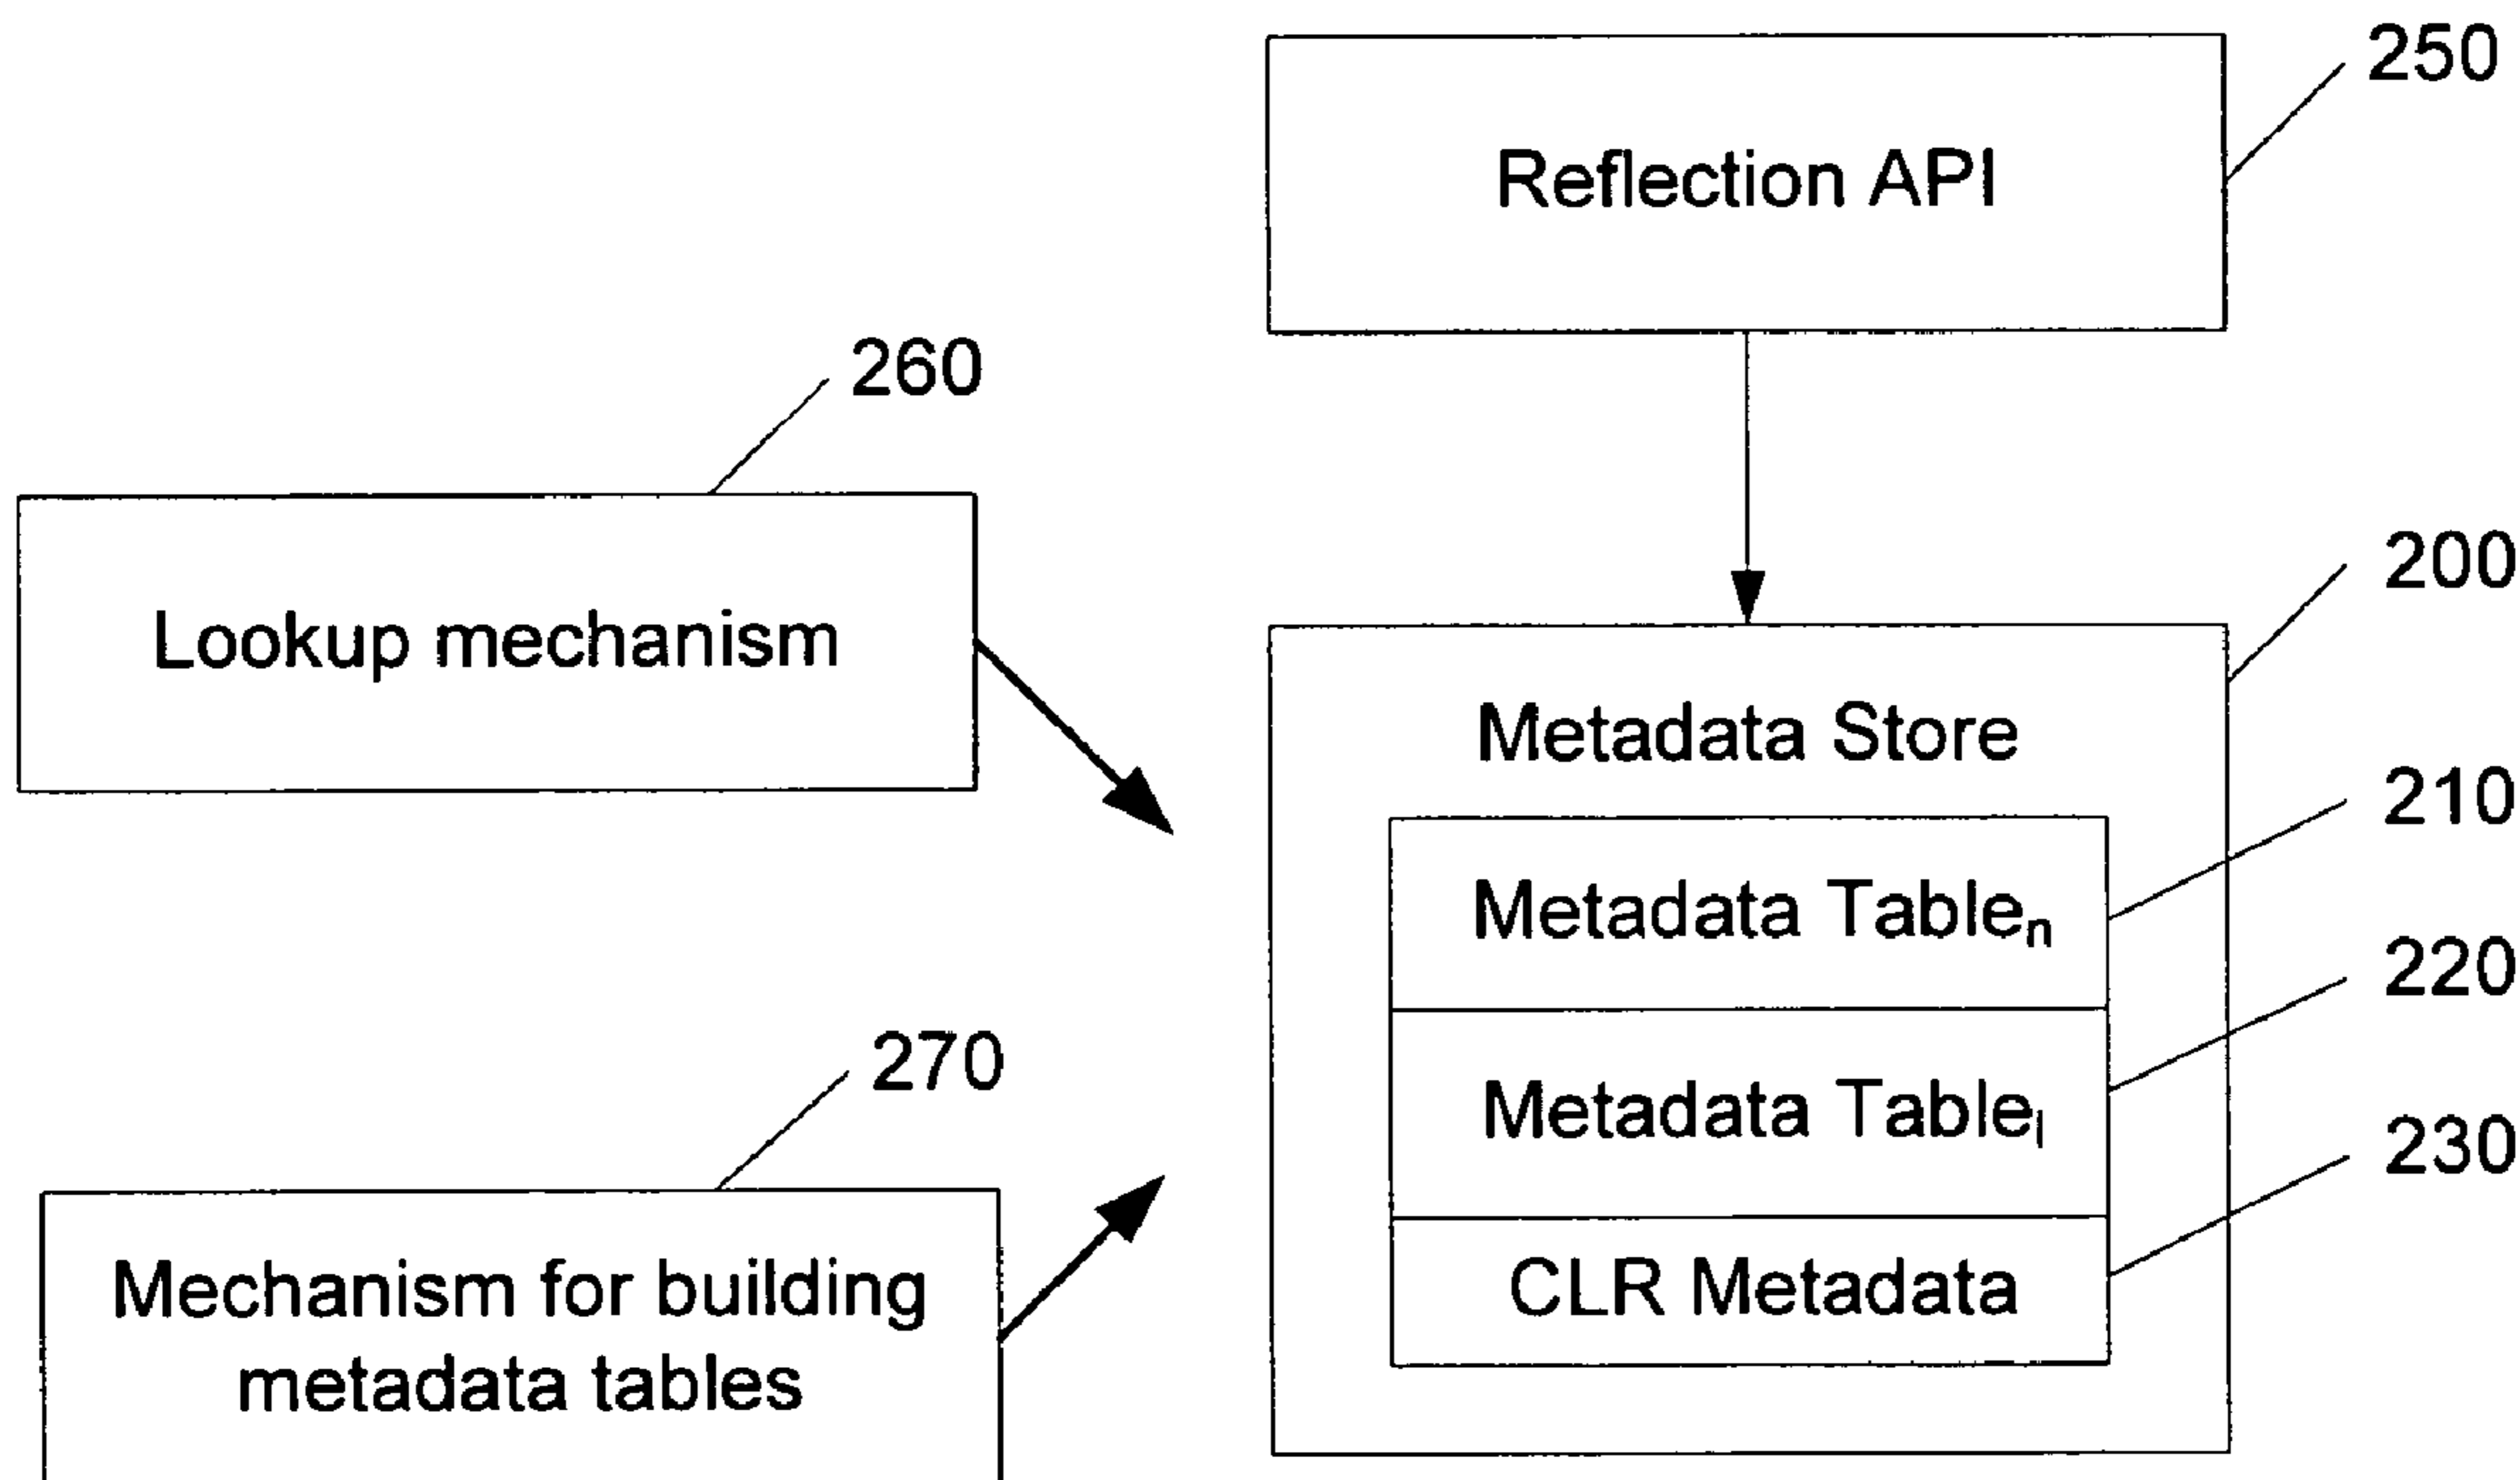 250
Reflection API
260
200
Lookup mechanism
Metadata Store
210
Metadata Tableₙ
220
270
Metadata Tableₗ
230
Mechanism for building
metadata tables
CLR Metadata